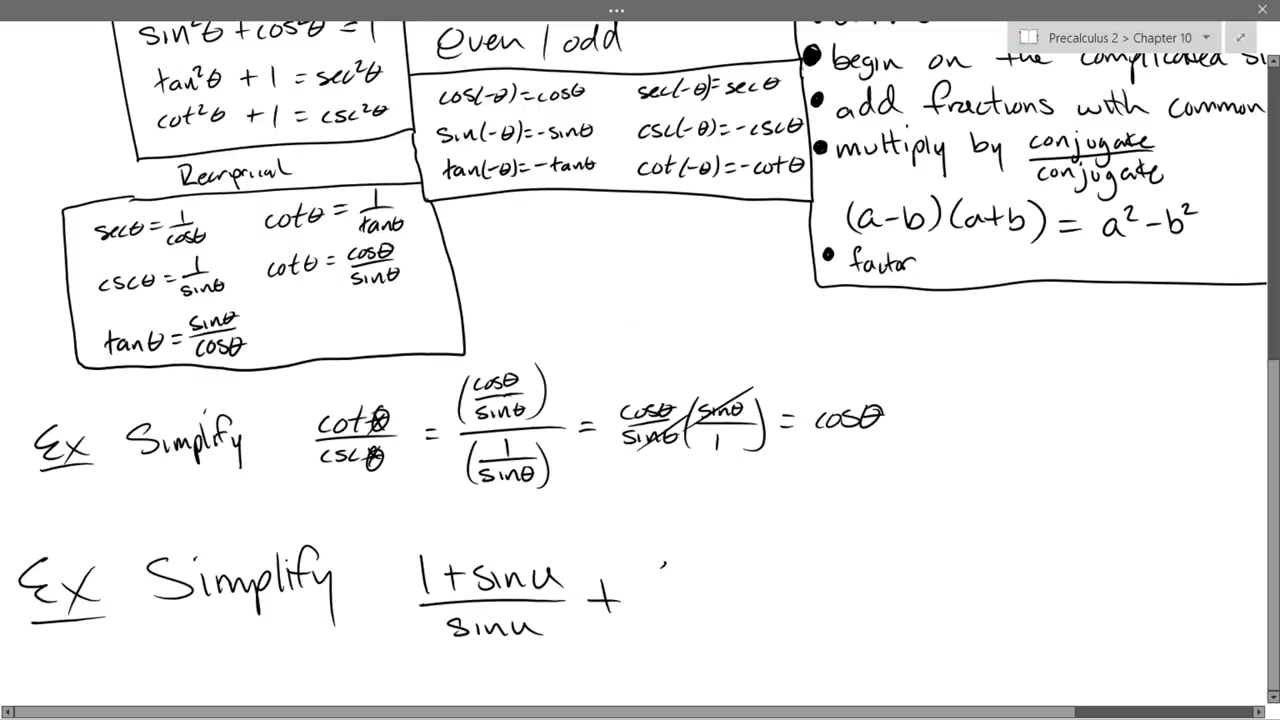 Precalculus 2 > Chapter 10
sin²θ + cos²θ = 1
tan²θ + 1 = sec²θ
cot²θ + 1 = csc²θ
even / odd
cos(-θ)=cosθ sec(-θ)=secθ
sin(-θ)=-sinθ csc(-θ)=-cscθ
tan(-θ)=-tanθ cot(-θ)=-cotθ
• begin on the complicated
• add fractions with common
• multiply by conjugate/conjugate
(a-b)(a+b) = a²-b²
• factor
Reciprical
secθ = 1/cosθ cotθ = 1/tanθ
cscθ = 1/sinθ cotθ = cosθ/sinθ
tanθ = sinθ/cosθ
Ex Simplify cotθ/cscθ = (cosθ/sinθ)/(1/sinθ) = cosθ/sinθ (sinθ/1) = cosθ
Ex Simplify (1+sinu)/sinu +